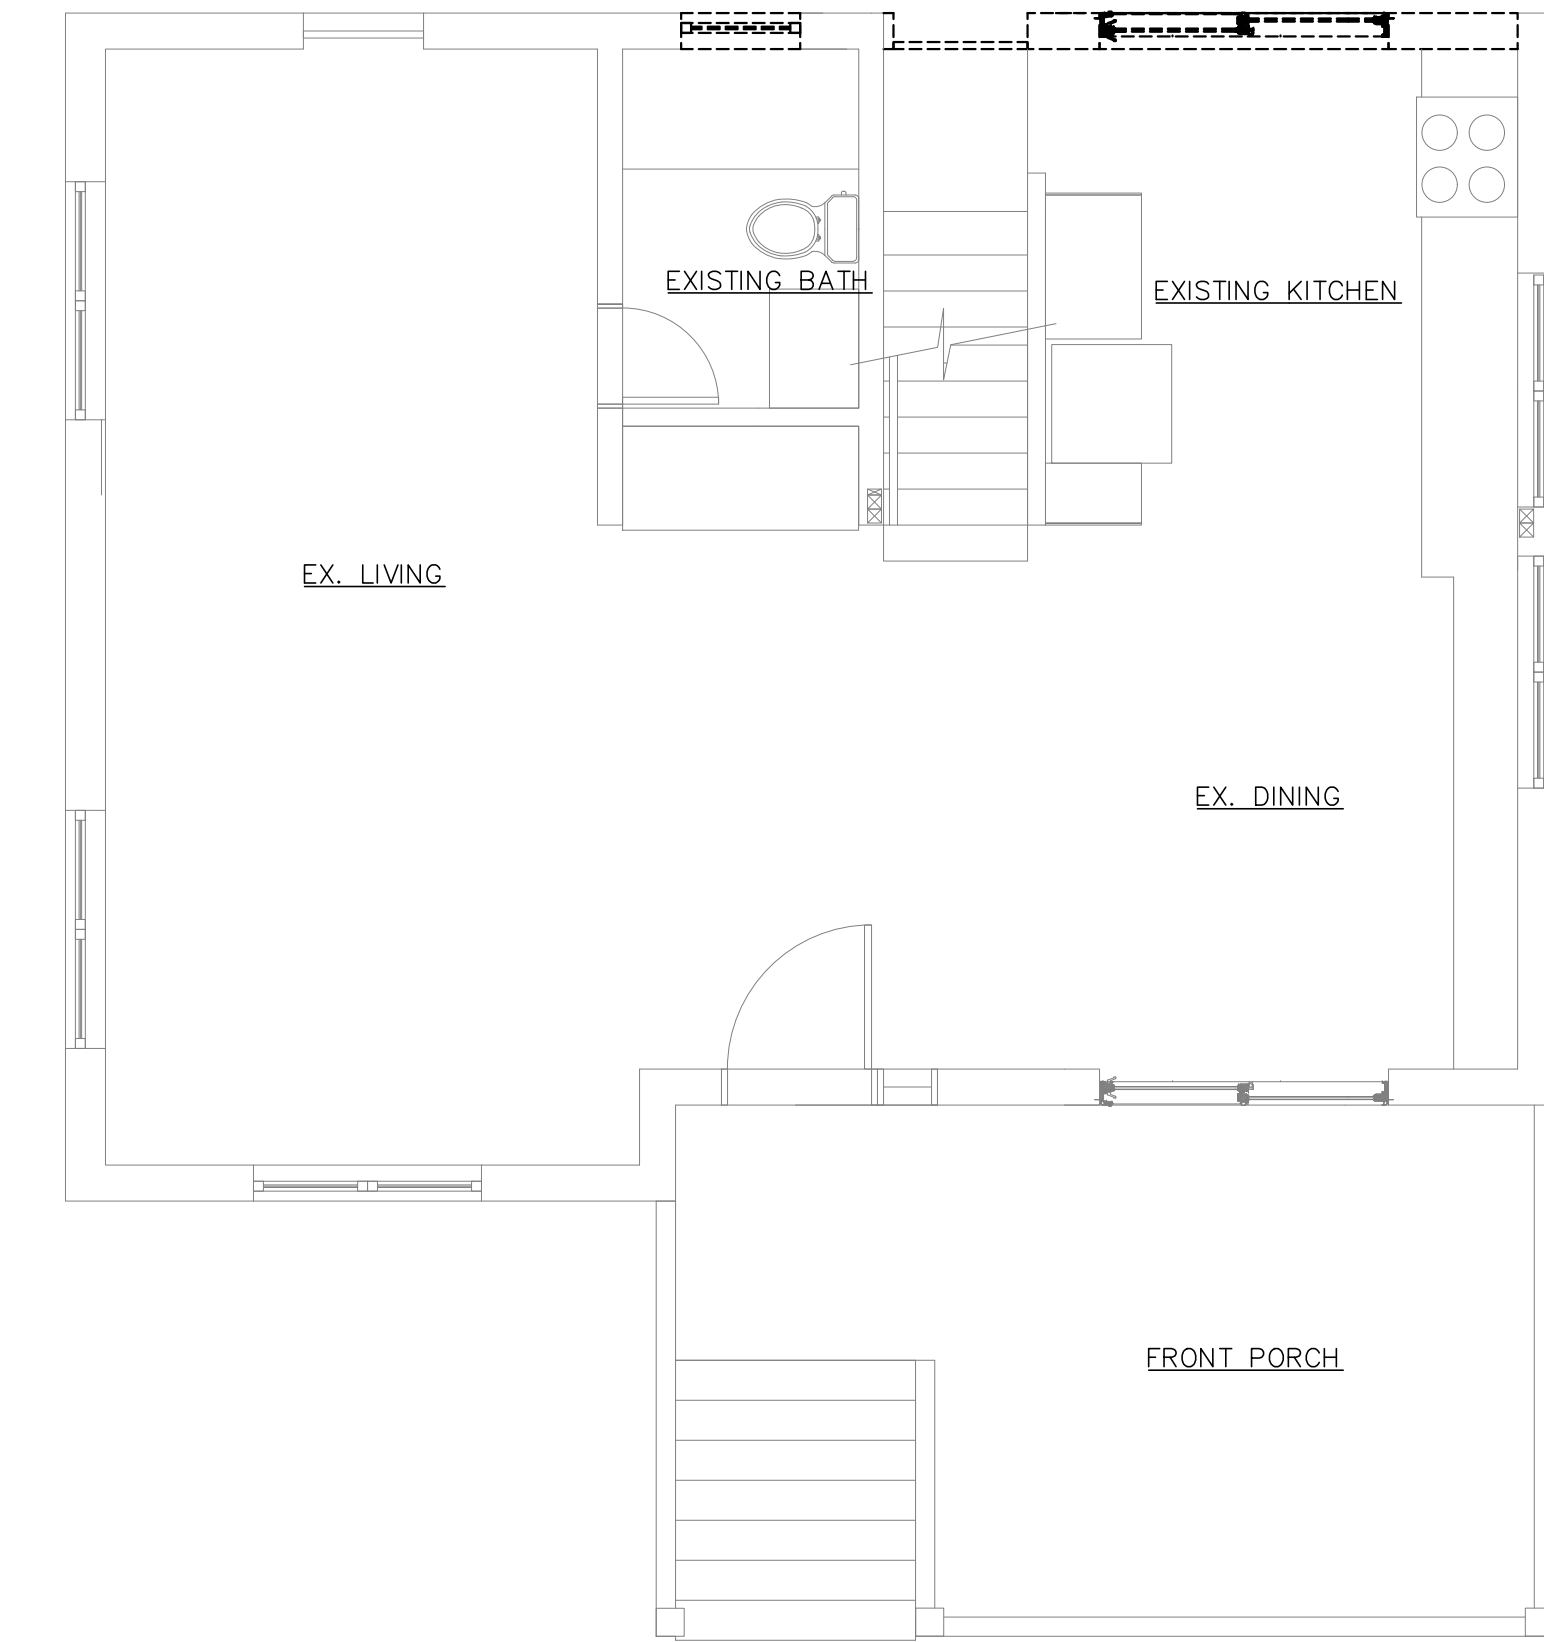 EXISTING BATH
EXISTING KITCHEN
EX. LIVING
EX. DINING
FRONT PORCH